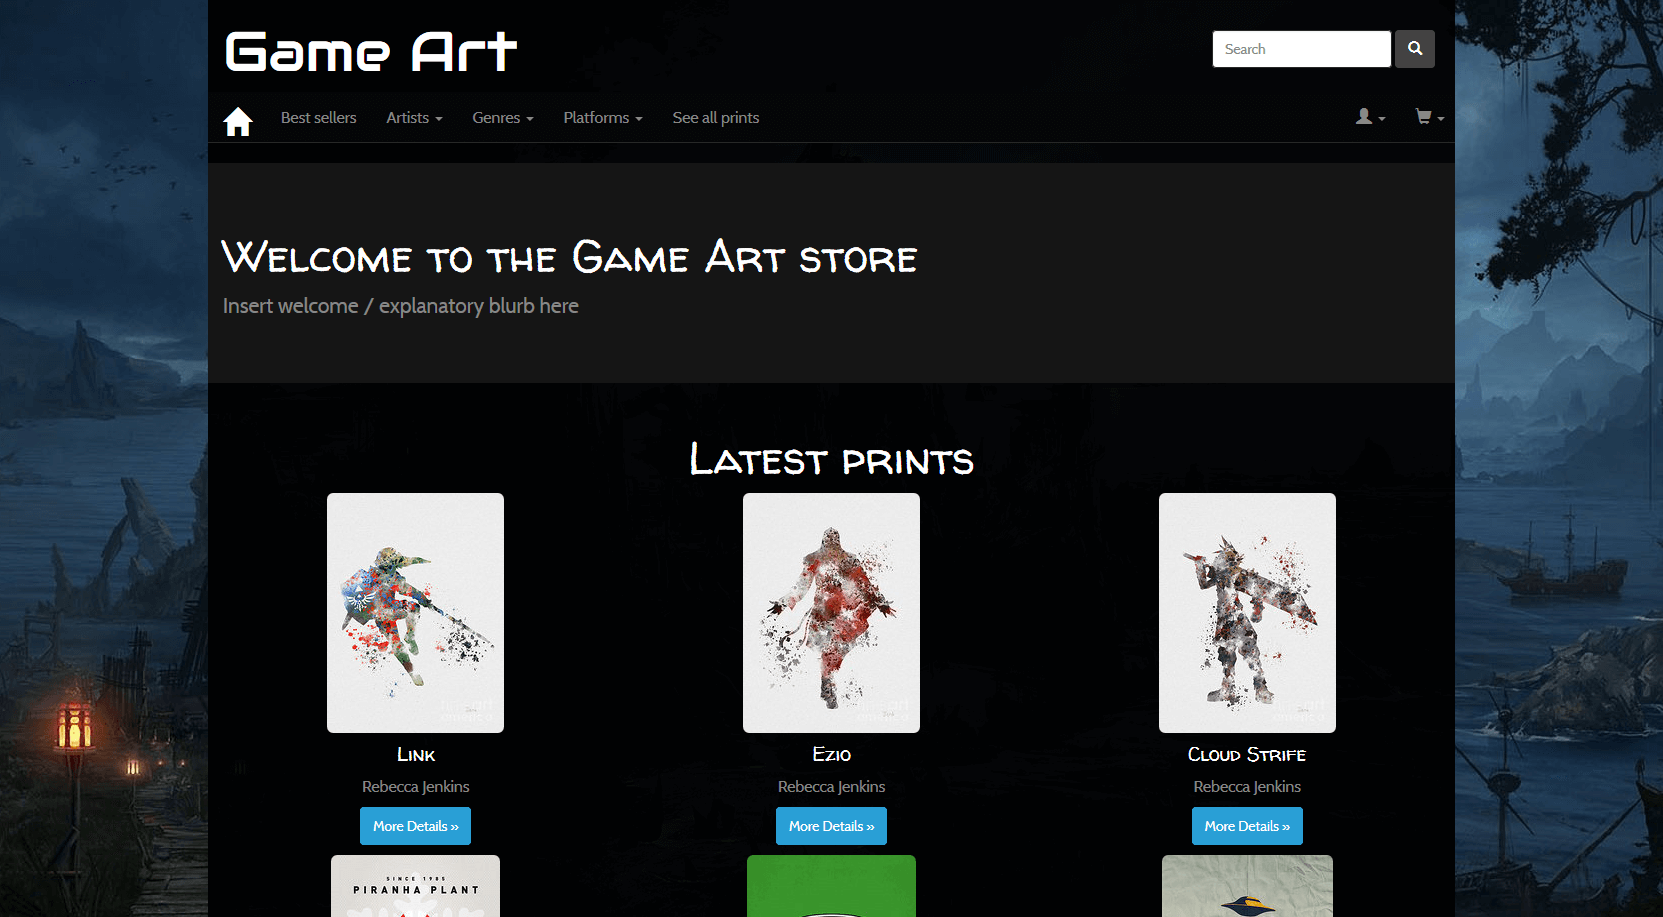 Game Art
Search
Best sellers
Artists
Genres
Platforms
See all prints
Welcome to the Game Art store
Insert welcome / explanatory blurb here
Latest prints
Link
Ezio
Cloud Strife
Rebecca Jenkins
Rebecca Jenkins
Rebecca Jenkins
More Details »
More Details »
More Details »
SINCE 1985
PIRANHA PLANT